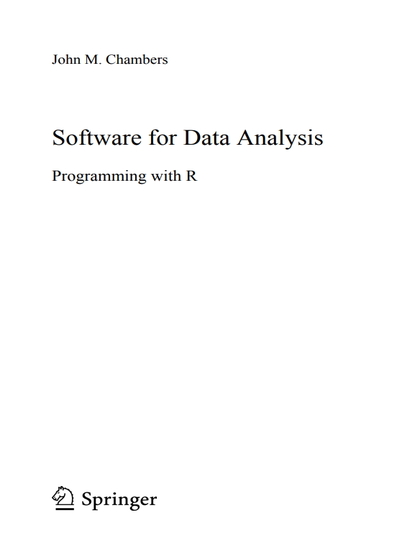 John M. Chambers
Software for Data Analysis
Programming with R
Springer